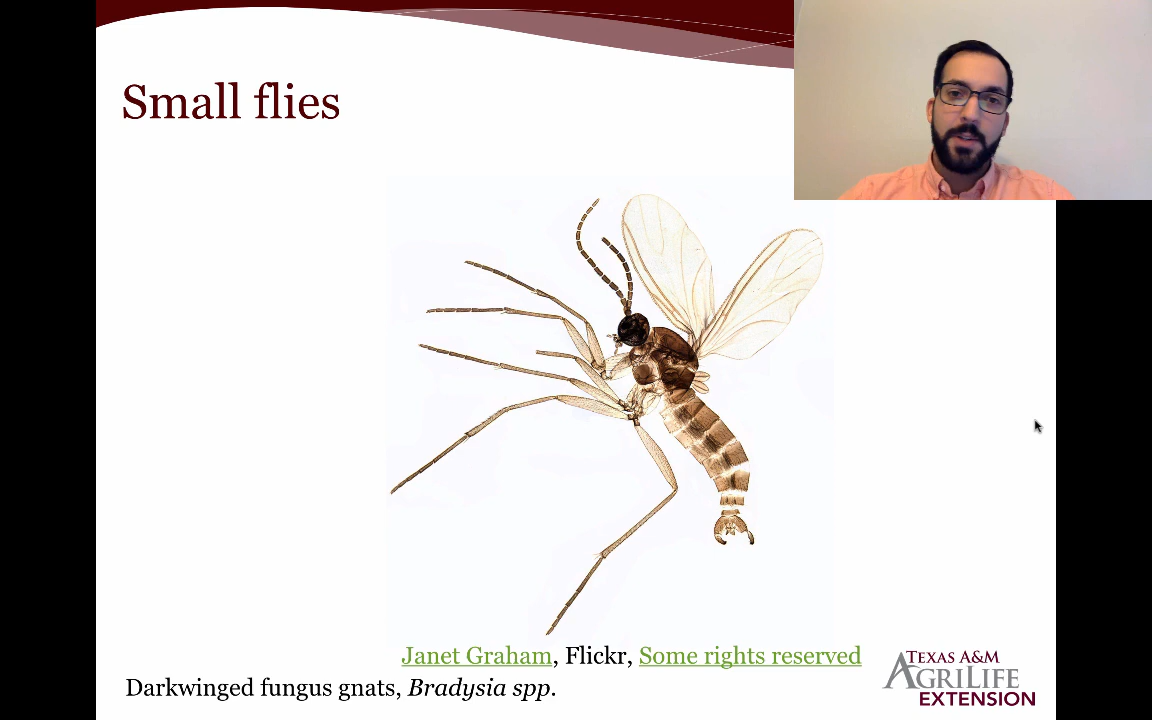 Small flies
Janet Graham, Flickr, Some rights reserved
Darkwinged fungus gnats, Bradysia spp.
TEXAS A&M
AGRILIFE
EXTENSION